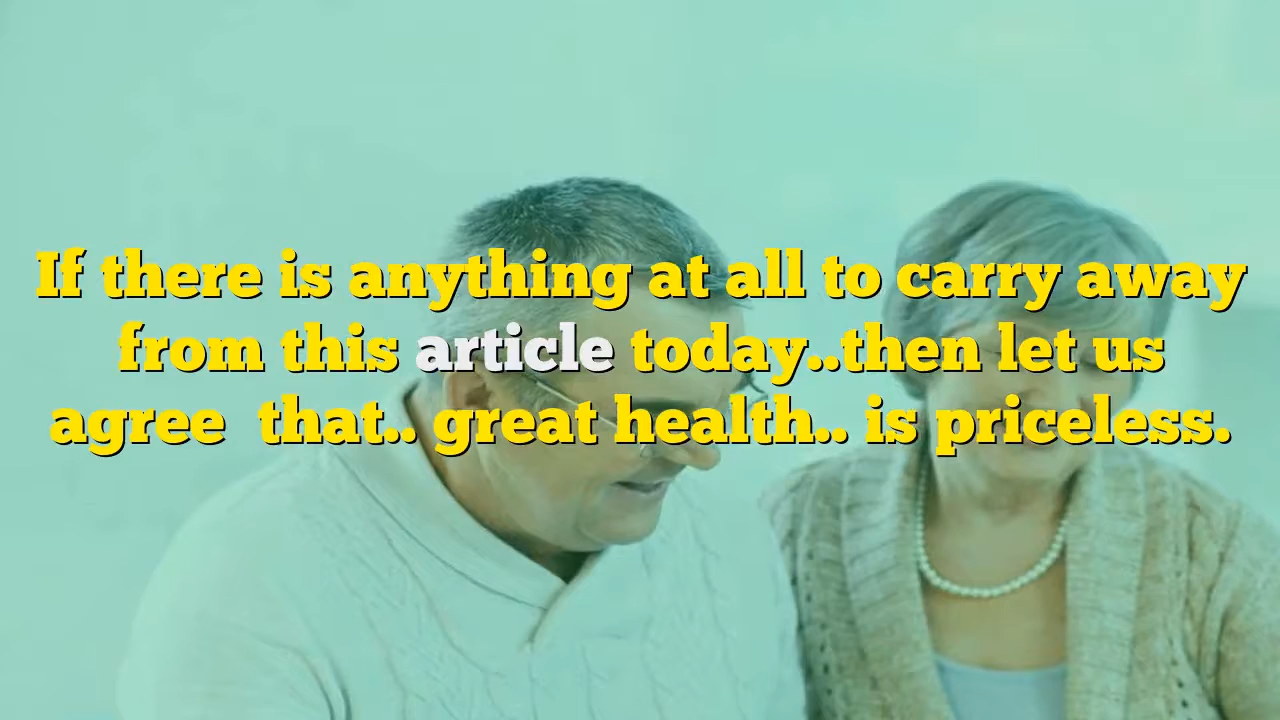 If there is anything at all to carry away
from this article today..then let us
agree  that.. great health.. is priceless.